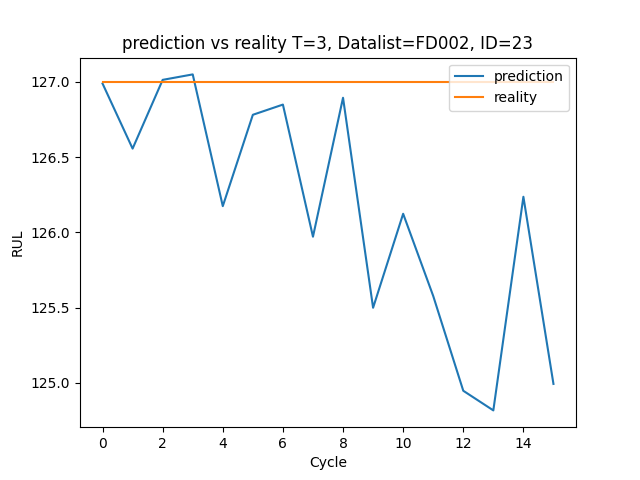 prediction vs reality T=3, Datalist=FD002, ID=23
prediction
reality
127.0
126.5
126.0
125.5
125.0
RUL
0 2 4 6 8 10 12 14
Cycle